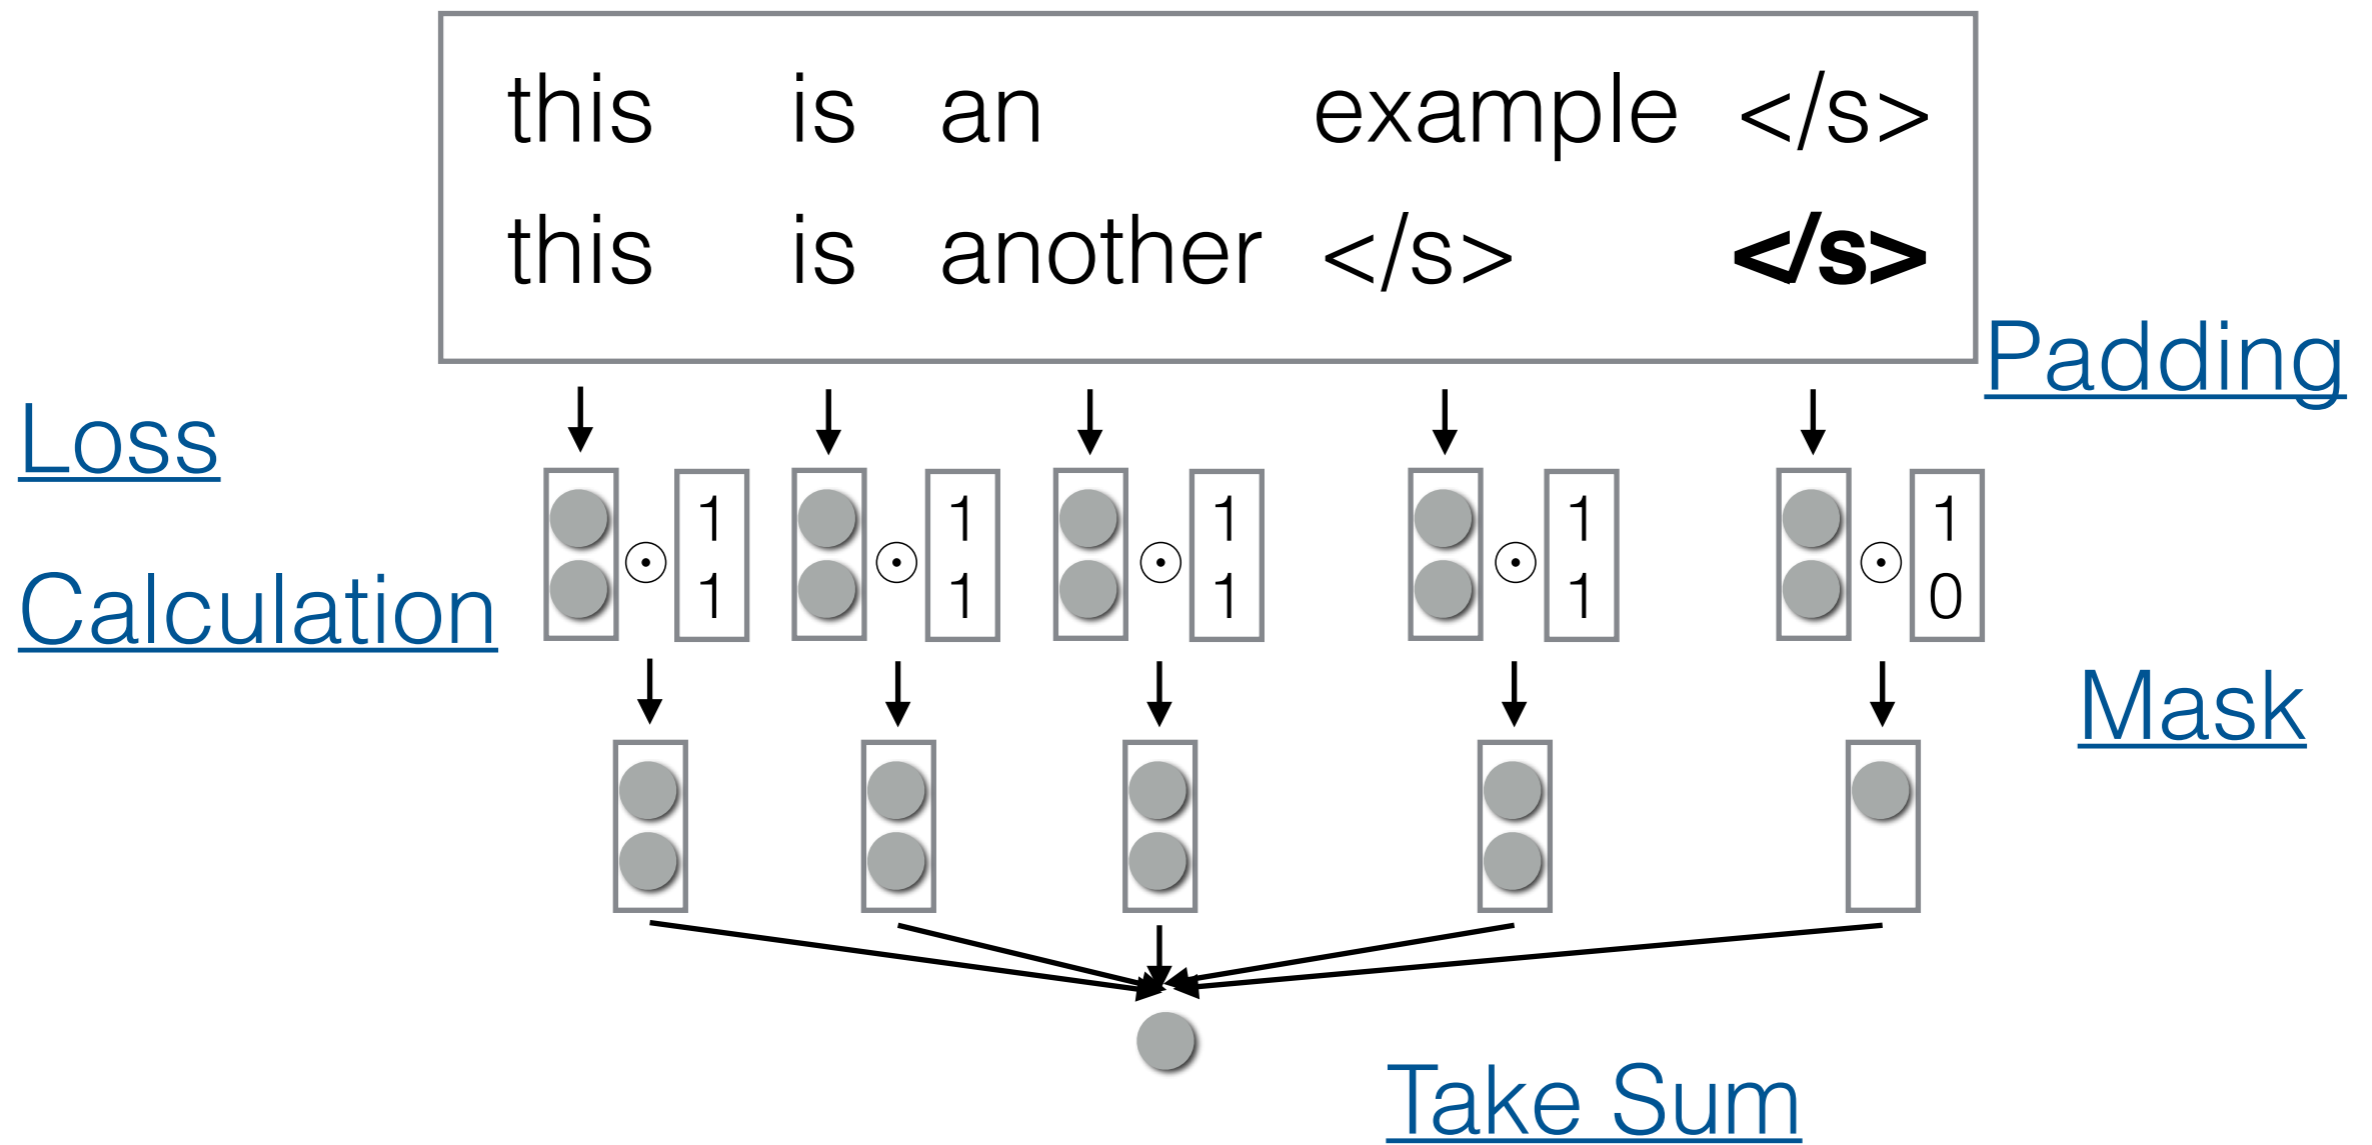 this is an example </s>
this is another </s> </s>
Padding
Loss
Calculation
1 1 1 1 1
1 1 1 1 0
Mask
Take Sum